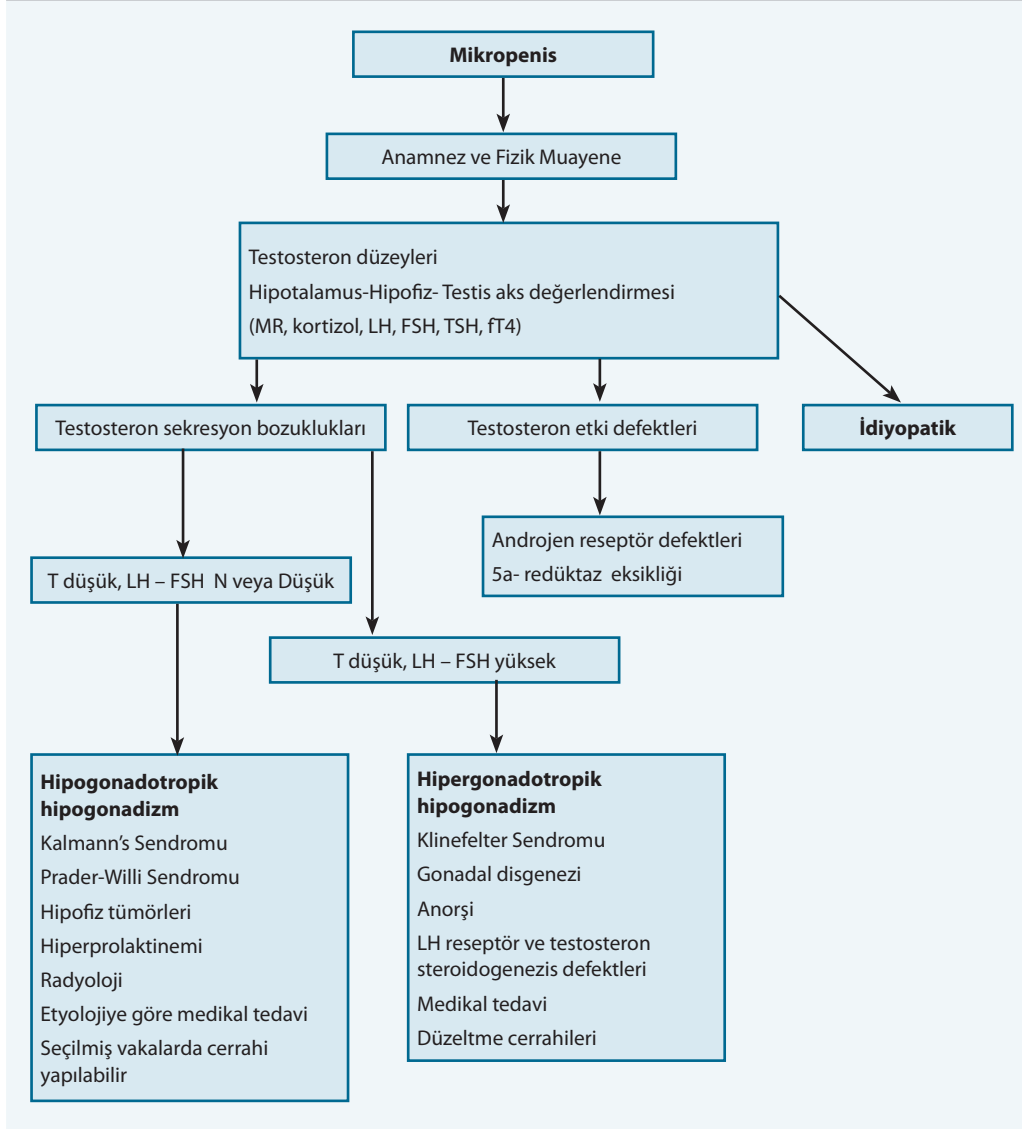 Mikropenis
Anamnez ve Fizik Muayene
Testosteron düzeyleri
Hipotalamus-Hipofiz- Testis aks değerlendirmesi
(MR, kortizol, LH, FSH, TSH, fT4)
Testosteron sekresyon bozuklukları
Testosteron etki defektleri
İdiyopatik
Androjen reseptör defektleri
5a- redüktaz eksikliği
T düşük, LH – FSH N veya Düşük
T düşük, LH – FSH yüksek
Hipogonadotropik
hipogonadizm
Kalmann's Sendromu
Prader-Willi Sendromu
Hipofiz tümörleri
Hiperprolaktinemi
Radyoloji
Etyolojiye göre medikal tedavi
Seçilmiş vakalarda cerrahi
yapılabilir
Hipergonadotropik
hipogonadizm
Klinefelter Sendromu
Gonadal disgenezi
Anorşi
LH reseptör ve testosteron
steroidogenezis defektleri
Medikal tedavi
Düzeltme cerrahileri